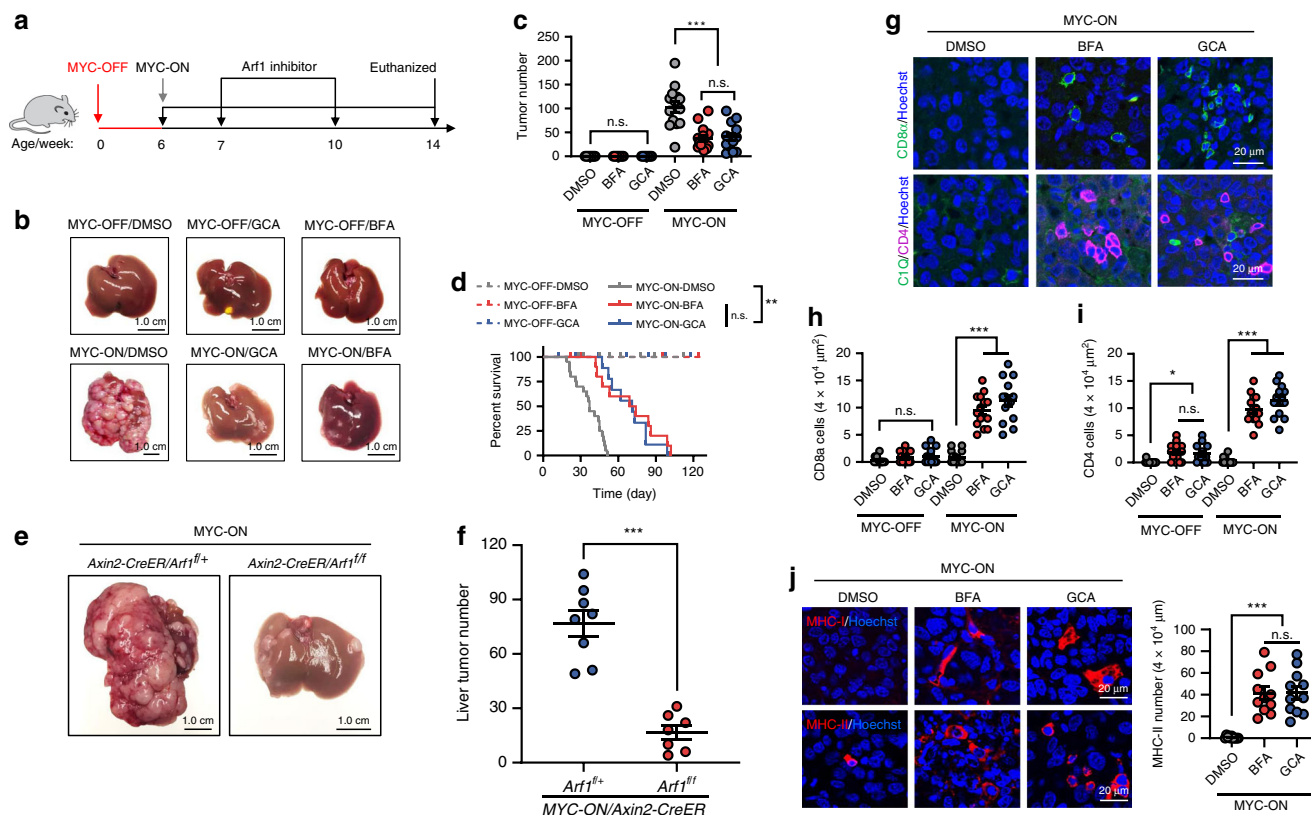 a
MYC-OFF
MYC-ON
Arf1 inhibitor
Euthanized
Age/week:
0
6
7
10
14
b
MYC-OFF/DMSO
MYC-OFF/GCA
MYC-OFF/BFA
1.0 cm
1.0 cm
1.0 cm
MYC-ON/DMSO
MYC-ON/GCA
MYC-ON/BFA
1.0 cm
1.0 cm
1.0 cm
c
Tumor number
250
200
150
100
50
0
n.s.
***
n.s.
DMSO
BFA
GCA
DMSO
BFA
GCA
MYC-OFF
MYC-ON
d
MYC-OFF-DMSO
MYC-ON-DMSO
MYC-OFF-BFA
MYC-ON-BFA
MYC-OFF-GCA
MYC-ON-GCA
n.s.
**
Percent survival
100
75
50
25
0
0
30
60
90
120
Time (day)
e
MYC-ON
Axin2-CreER/Arf1f/+
Axin2-CreER/Arf1f/f
1.0 cm
1.0 cm
f
Liver tumor number
120
90
60
30
0
***
Arf1f/+
Arf1f/f
MYC-ON/Axin2-CreER
g
MYC-ON
DMSO
BFA
GCA
CD8α/Hoechst
20 μm
C1Q/CD4/Hoechst
20 μm
h
CD8a cells (4 × 10⁴ μm²)
20
15
10
5
0
n.s.
***
DMSO
BFA
GCA
DMSO
BFA
GCA
MYC-OFF
MYC-ON
i
CD4 cells (4 × 10⁴ μm²)
20
15
10
5
0
*
n.s.
***
DMSO
BFA
GCA
DMSO
BFA
GCA
MYC-OFF
MYC-ON
j
MYC-ON
DMSO
BFA
GCA
MHC-I/Hoechst
20 μm
MHC-II/Hoechst
20 μm
MHC-II number (4 × 10⁴ μm)
100
80
60
40
20
0
***
n.s.
DMSO
BFA
GCA
MYC-ON